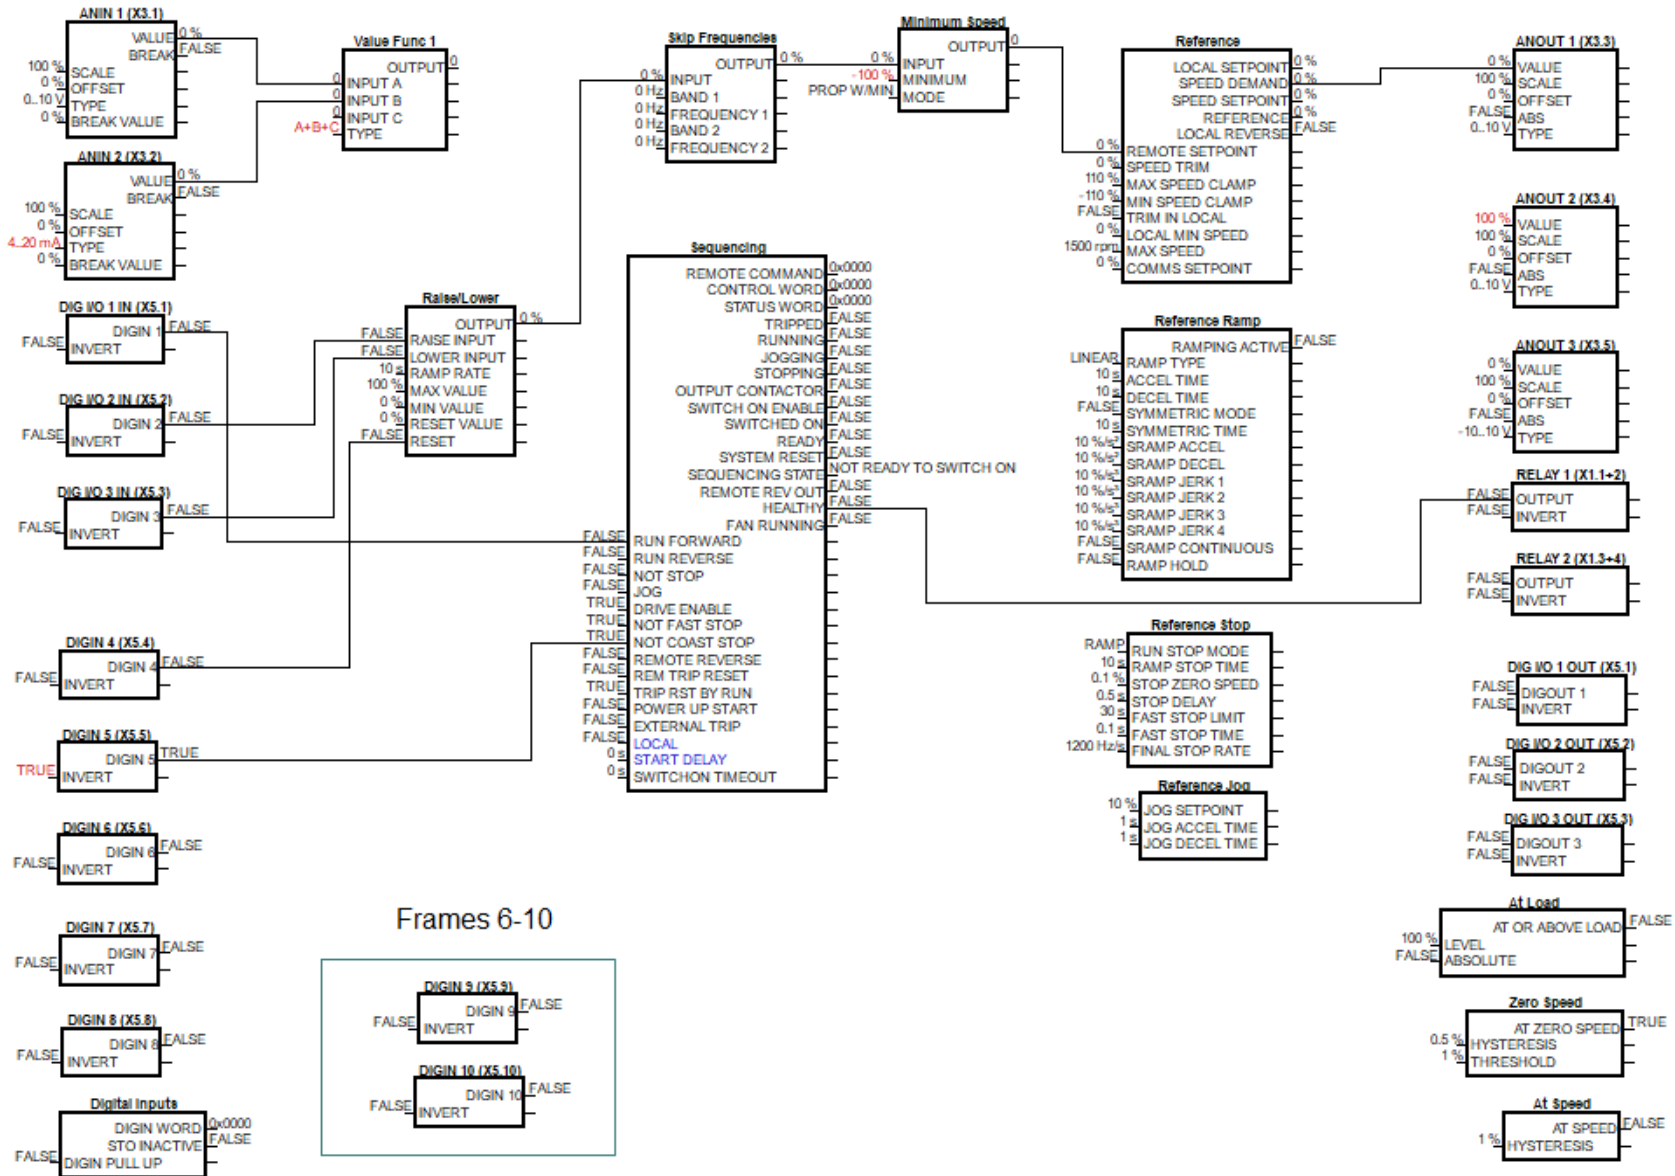 ANIN 1 (X3.1)
VALUE 0 %
BREAK FALSE
100 % SCALE
0 % OFFSET
0..10 V TYPE
0 % BREAK VALUE
ANIN 2 (X3.2)
VALUE 0 %
BREAK FALSE
100 % SCALE
0 % OFFSET
4..20 mA TYPE
0 % BREAK VALUE
DIG I/O 1 IN (X5.1)
DIGIN 1 FALSE
FALSE INVERT
DIG I/O 2 IN (X5.2)
DIGIN 2 FALSE
FALSE INVERT
DIG I/O 3 IN (X5.3)
DIGIN 3 FALSE
FALSE INVERT
DIGIN 4 (X5.4)
DIGIN 4 FALSE
FALSE INVERT
DIGIN 5 (X5.5)
DIGIN 5 TRUE
TRUE INVERT
DIGIN 6 (X5.6)
DIGIN 6 FALSE
FALSE INVERT
DIGIN 7 (X5.7)
DIGIN 7 FALSE
FALSE INVERT
DIGIN 8 (X5.8)
DIGIN 8 FALSE
FALSE INVERT
Digital Inputs
DIGIN WORD 0x0000
STO INACTIVE FALSE
FALSE DIGIN PULL UP
Value Func 1
OUTPUT 0
0 INPUT A
0 INPUT B
0 INPUT C
A+B+C TYPE
Raise/Lower
OUTPUT 0 %
FALSE RAISE INPUT
FALSE LOWER INPUT
10 s RAMP RATE
100 % MAX VALUE
0 % MIN VALUE
0 % RESET VALUE
FALSE RESET
Frames 6-10
DIGIN 9 (X5.9)
DIGIN 9 FALSE
FALSE INVERT
DIGIN 10 (X5.10)
DIGIN 10 FALSE
FALSE INVERT
Skip Frequencies
OUTPUT 0 %
0 % INPUT
0 Hz BAND 1
0 Hz FREQUENCY 1
0 Hz BAND 2
0 Hz FREQUENCY 2
Sequencing
REMOTE COMMAND 0x0000
CONTROL WORD 0x0000
STATUS WORD 0x0000
TRIPPED FALSE
RUNNING FALSE
JOGGING FALSE
STOPPING FALSE
OUTPUT CONTACTOR FALSE
SWITCH ON ENABLE FALSE
SWITCHED ON FALSE
READY FALSE
SYSTEM RESET FALSE
SEQUENCING STATE NOT READY TO SWITCH ON
REMOTE REV OUT FALSE
HEALTHY FALSE
FAN RUNNING FALSE
FALSE RUN FORWARD
FALSE RUN REVERSE
FALSE NOT STOP
FALSE JOG
TRUE DRIVE ENABLE
TRUE NOT FAST STOP
TRUE NOT COAST STOP
FALSE REMOTE REVERSE
FALSE REM TRIP RESET
TRUE TRIP RST BY RUN
FALSE POWER UP START
FALSE EXTERNAL TRIP
FALSE LOCAL
0 s START DELAY
0 s SWITCHON TIMEOUT
Minimum Speed
OUTPUT 0
0 % INPUT
-100 % MINIMUM
PROP W/MIN MODE
Reference
LOCAL SETPOINT 0 %
SPEED DEMAND 0 %
SPEED SETPOINT 0 %
REFERENCE 0 %
LOCAL REVERSE FALSE
0 % REMOTE SETPOINT
0 % SPEED TRIM
110 % MAX SPEED CLAMP
-110 % MIN SPEED CLAMP
FALSE TRIM IN LOCAL
0 % LOCAL MIN SPEED
1500 rpm MAX SPEED
0 % COMMS SETPOINT
Reference Ramp
RAMPING ACTIVE FALSE
LINEAR RAMP TYPE
10 s ACCEL TIME
10 s DECEL TIME
FALSE SYMMETRIC MODE
10 s SYMMETRIC TIME
10 %/s² SRAMP ACCEL
10 %/s² SRAMP DECEL
10 %/s³ SRAMP JERK 1
10 %/s³ SRAMP JERK 2
10 %/s³ SRAMP JERK 3
10 %/s³ SRAMP JERK 4
FALSE SRAMP CONTINUOUS
FALSE RAMP HOLD
Reference Stop
RAMP RUN STOP MODE
10 s RAMP STOP TIME
0.1 % STOP ZERO SPEED
0.5 s STOP DELAY
30 s FAST STOP LIMIT
0.1 s FAST STOP TIME
1200 Hz/s FINAL STOP RATE
Reference Jog
10 % JOG SETPOINT
1 s JOG ACCEL TIME
1 s JOG DECEL TIME
ANOUT 1 (X3.3)
0 % VALUE
100 % SCALE
0 % OFFSET
FALSE ABS
0..10 V TYPE
ANOUT 2 (X3.4)
100 % VALUE
100 % SCALE
0 % OFFSET
FALSE ABS
0..10 V TYPE
ANOUT 3 (X3.5)
0 % VALUE
100 % SCALE
0 % OFFSET
FALSE ABS
-10..10 V TYPE
RELAY 1 (X1.1+2)
FALSE OUTPUT
FALSE INVERT
RELAY 2 (X1.3+4)
FALSE OUTPUT
FALSE INVERT
DIG I/O 1 OUT (X5.1)
FALSE DIGOUT 1
FALSE INVERT
DIG I/O 2 OUT (X5.2)
FALSE DIGOUT 2
FALSE INVERT
DIG I/O 3 OUT (X5.3)
FALSE DIGOUT 3
FALSE INVERT
At Load
AT OR ABOVE LOAD FALSE
100 % LEVEL
FALSE ABSOLUTE
Zero Speed
AT ZERO SPEED TRUE
0.5 % HYSTERESIS
1 % THRESHOLD
At Speed
AT SPEED FALSE
1 % HYSTERESIS